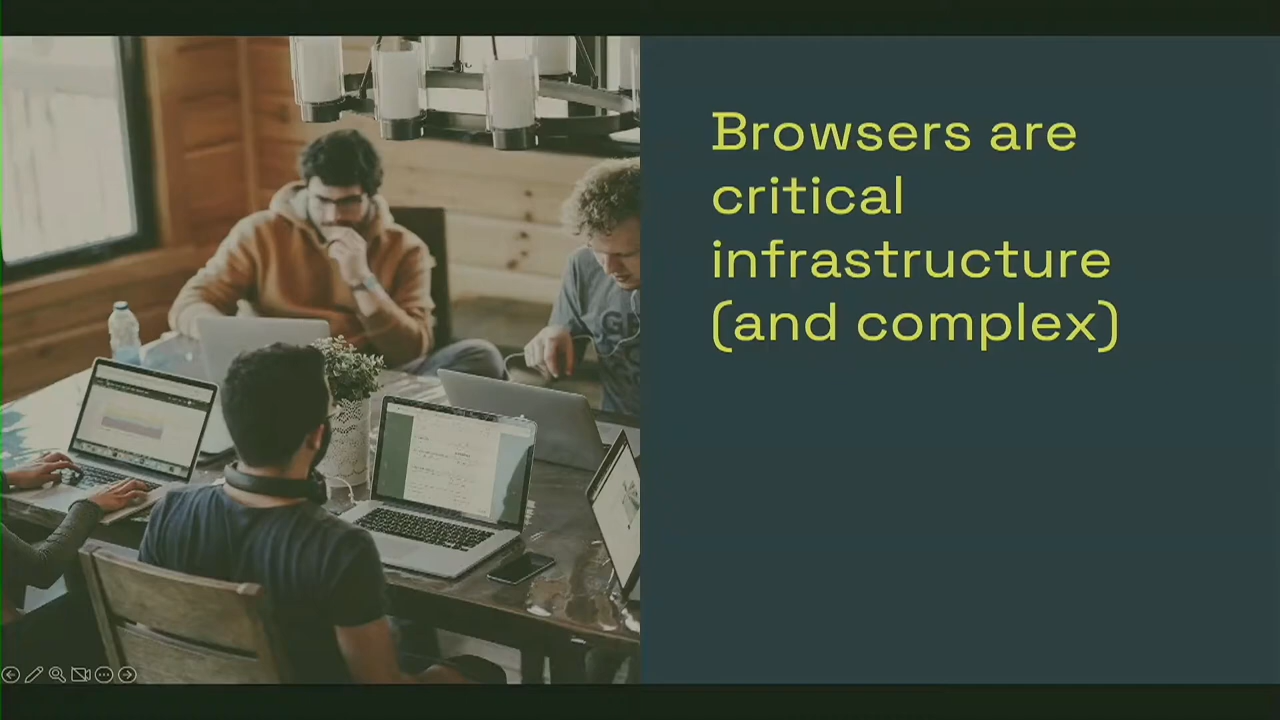 Browsers are
critical
infrastructure
(and complex)